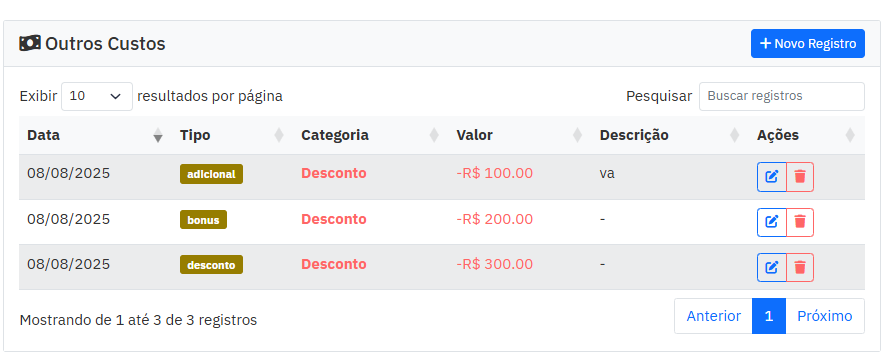 Outros Custos
+ Novo Registro
Exibir 10 resultados por página
Pesquisar Buscar registros
Data Tipo Categoria Valor Descrição Ações
08/08/2025 adicional Desconto -R$ 100.00 va
08/08/2025 bonus Desconto -R$ 200.00 -
08/08/2025 desconto Desconto -R$ 300.00 -
Mostrando de 1 até 3 de 3 registros
Anterior 1 Próximo